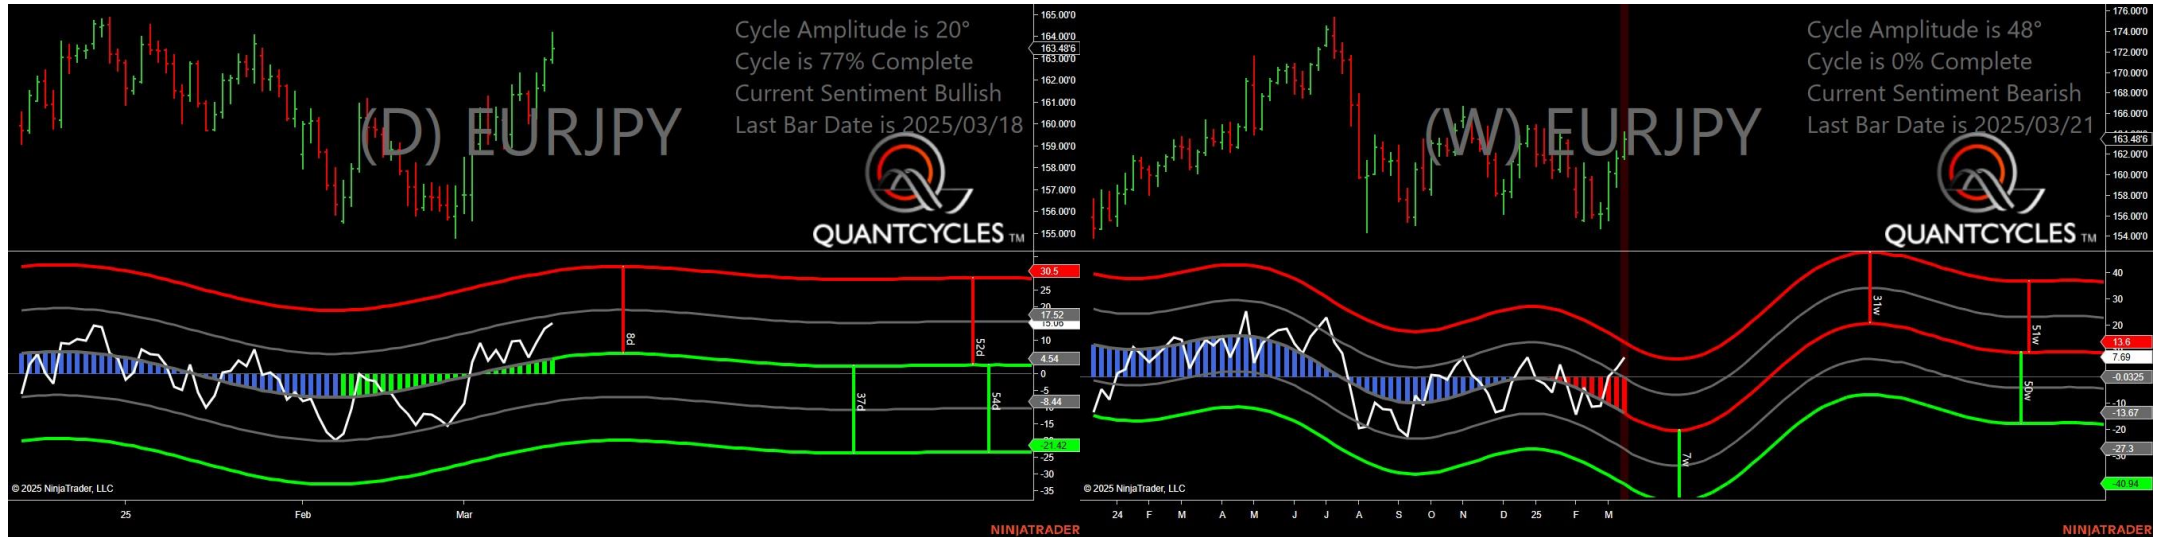 Cycle Amplitude is 20°
Cycle is 77% Complete
Current Sentiment Bullish
Last Bar Date is 2025/03/18
(D) EURJPY
QUANTCYCLES TM
165.00'0
164.00'0
163.48'6
163.00'0
162.00'0
161.00'0
160.00'0
159.00'0
158.00'0
157.00'0
156.00'0
155.00'0
30.5
25
20
17.52
15.06
10
4.54
0
-5
-8.44
-15
-21.42
-25
-30
-35
8d
52d
37d
54d
© 2025 NinjaTrader, LLC
25
Feb
Mar
NINJATRADER
Cycle Amplitude is 48°
Cycle is 0% Complete
Current Sentiment Bearish
Last Bar Date is 2025/03/21
(W) EURJPY
QUANTCYCLES TM
176.00'0
174.00'0
172.00'0
170.00'0
168.00'0
166.00'0
163.48'6
162.00'0
160.00'0
158.00'0
156.00'0
154.00'0
40
30
20
13.6
7.69
-0.0325
-10
-13.67
-20
-27.3
-40.94
31w
51w
50w
7w
© 2025 NinjaTrader, LLC
24
F
M
A
M
J
J
A
S
O
N
D
25
F
M
NINJATRADER